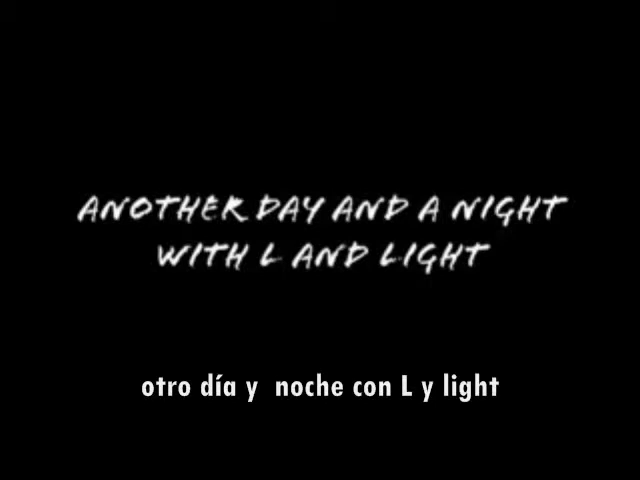 ANOTHER DAY AND A NIGHT
WITH L AND LIGHT
otro día y  noche con L y light